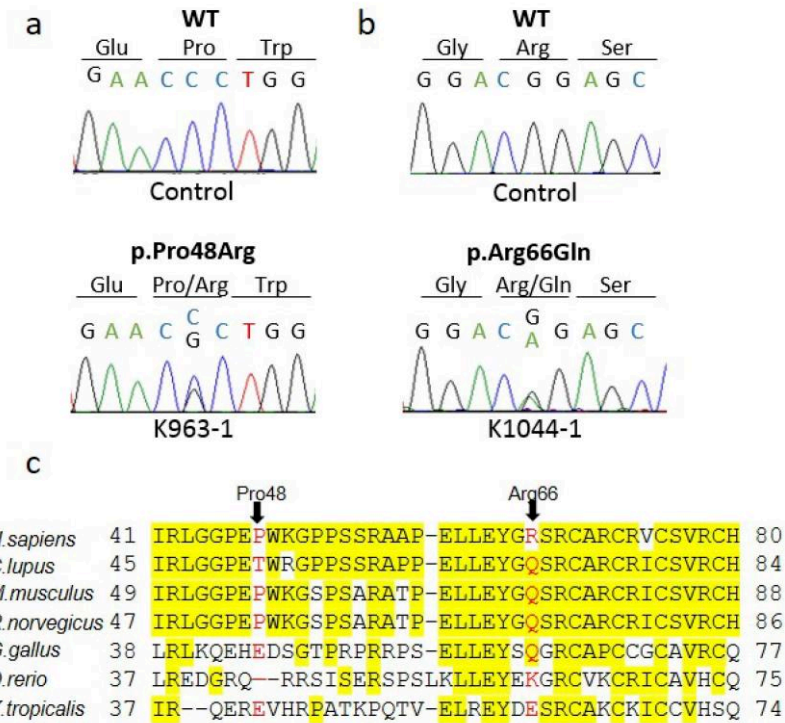 a
WT
Glu Pro Trp
G A A C C C T G G
Control
p.Pro48Arg
Glu Pro/Arg Trp
G A A C C G C T G G
K963-1
b
WT
Gly Arg Ser
G G A C G G A G C
Control
p.Arg66Gln
Gly Arg/Gln Ser
G G A C G A G A G C
K1044-1
c
Pro48 Arg66
.sapiens 41 IRLGGPEPWKGPPSSRAAP-ELLEYGRSRCARCRVCSVRCH 80
.lupus 45 IRLGGPETWRGPPSSRAPP-ELLEYGQSRCARCRICSVRCH 84
.musculus 49 IRLGGPEPWKGSPSARATP-ELLEYGQSRCARCRICSVRCH 88
.norvegicus 47 IRLGGPEPWKGSPSARATP-ELLEYGQSRCARCRICSVRCH 86
.gallus 38 LRLKQEHEDSGTRPRRPS-ELLEYSQGRCAPCCGCAVRCQ 77
.rerio 37 LREDGRQ--RRSISERSPSLKLLEYEKGRCVKCRICAVHCQ 75
.tropicalis 37 IR--QEREVHRPATKPQTV-ELREYDESRCAKCKICCVHSQ 74